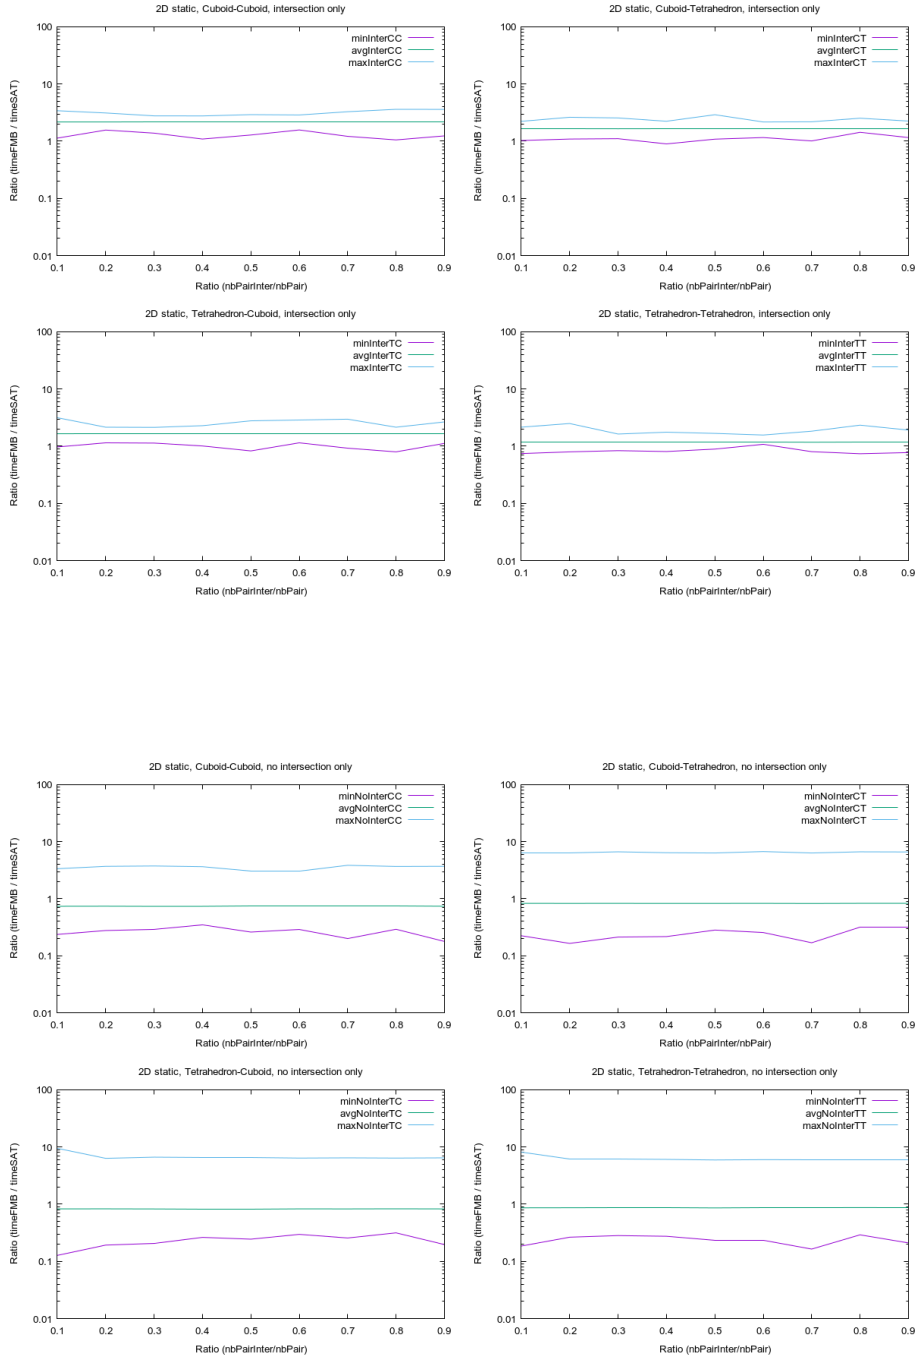 2D static, Cuboid-Cuboid, intersection only
100
10
1
0.1
0.01
Ratio (timeFMB / timeSAT)
minInterCC
avgInterCC
maxInterCC
0.1 0.2 0.3 0.4 0.5 0.6 0.7 0.8 0.9
Ratio (nbPairInter/nbPair)
2D static, Cuboid-Tetrahedron, intersection only
100
10
1
0.1
0.01
Ratio (timeFMB / timeSAT)
minInterCT
avgInterCT
maxInterCT
0.1 0.2 0.3 0.4 0.5 0.6 0.7 0.8 0.9
Ratio (nbPairInter/nbPair)
2D static, Tetrahedron-Cuboid, intersection only
100
10
1
0.1
0.01
Ratio (timeFMB / timeSAT)
minInterTC
avgInterTC
maxInterTC
0.1 0.2 0.3 0.4 0.5 0.6 0.7 0.8 0.9
Ratio (nbPairInter/nbPair)
2D static, Tetrahedron-Tetrahedron, intersection only
100
10
1
0.1
0.01
Ratio (timeFMB / timeSAT)
minInterTT
avgInterTT
maxInterTT
0.1 0.2 0.3 0.4 0.5 0.6 0.7 0.8 0.9
Ratio (nbPairInter/nbPair)
2D static, Cuboid-Cuboid, no intersection only
100
10
1
0.1
0.01
Ratio (timeFMB / timeSAT)
minNoInterCC
avgNoInterCC
maxNoInterCC
0.1 0.2 0.3 0.4 0.5 0.6 0.7 0.8 0.9
Ratio (nbPairInter/nbPair)
2D static, Cuboid-Tetrahedron, no intersection only
100
10
1
0.1
0.01
Ratio (timeFMB / timeSAT)
minNoInterCT
avgNoInterCT
maxNoInterCT
0.1 0.2 0.3 0.4 0.5 0.6 0.7 0.8 0.9
Ratio (nbPairInter/nbPair)
2D static, Tetrahedron-Cuboid, no intersection only
100
10
1
0.1
0.01
Ratio (timeFMB / timeSAT)
minNoInterTC
avgNoInterTC
maxNoInterTC
0.1 0.2 0.3 0.4 0.5 0.6 0.7 0.8 0.9
Ratio (nbPairInter/nbPair)
2D static, Tetrahedron-Tetrahedron, no intersection only
100
10
1
0.1
0.01
Ratio (timeFMB / timeSAT)
minNoInterTT
avgNoInterTT
maxNoInterTT
0.1 0.2 0.3 0.4 0.5 0.6 0.7 0.8 0.9
Ratio (nbPairInter/nbPair)